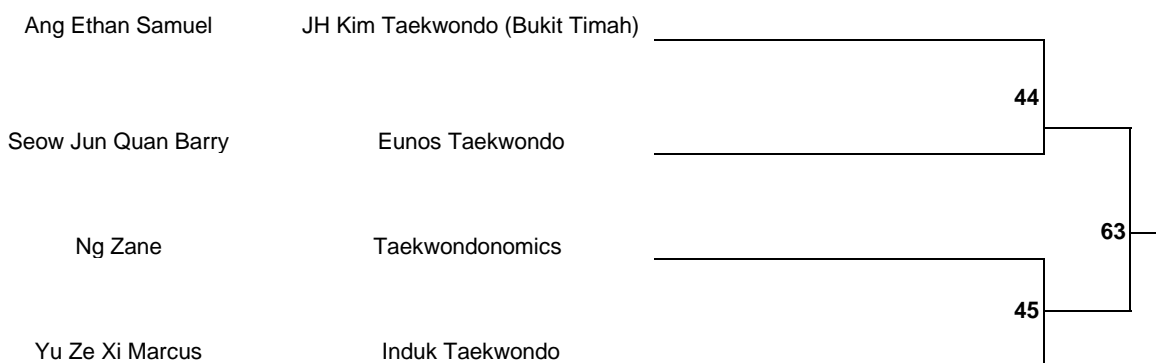 Ang Ethan Samuel JH Kim Taekwondo (Bukit Timah)
44
Seow Jun Quan Barry Eunos Taekwondo
63
Ng Zane Taekwondonomics
45
Yu Ze Xi Marcus Induk Taekwondo